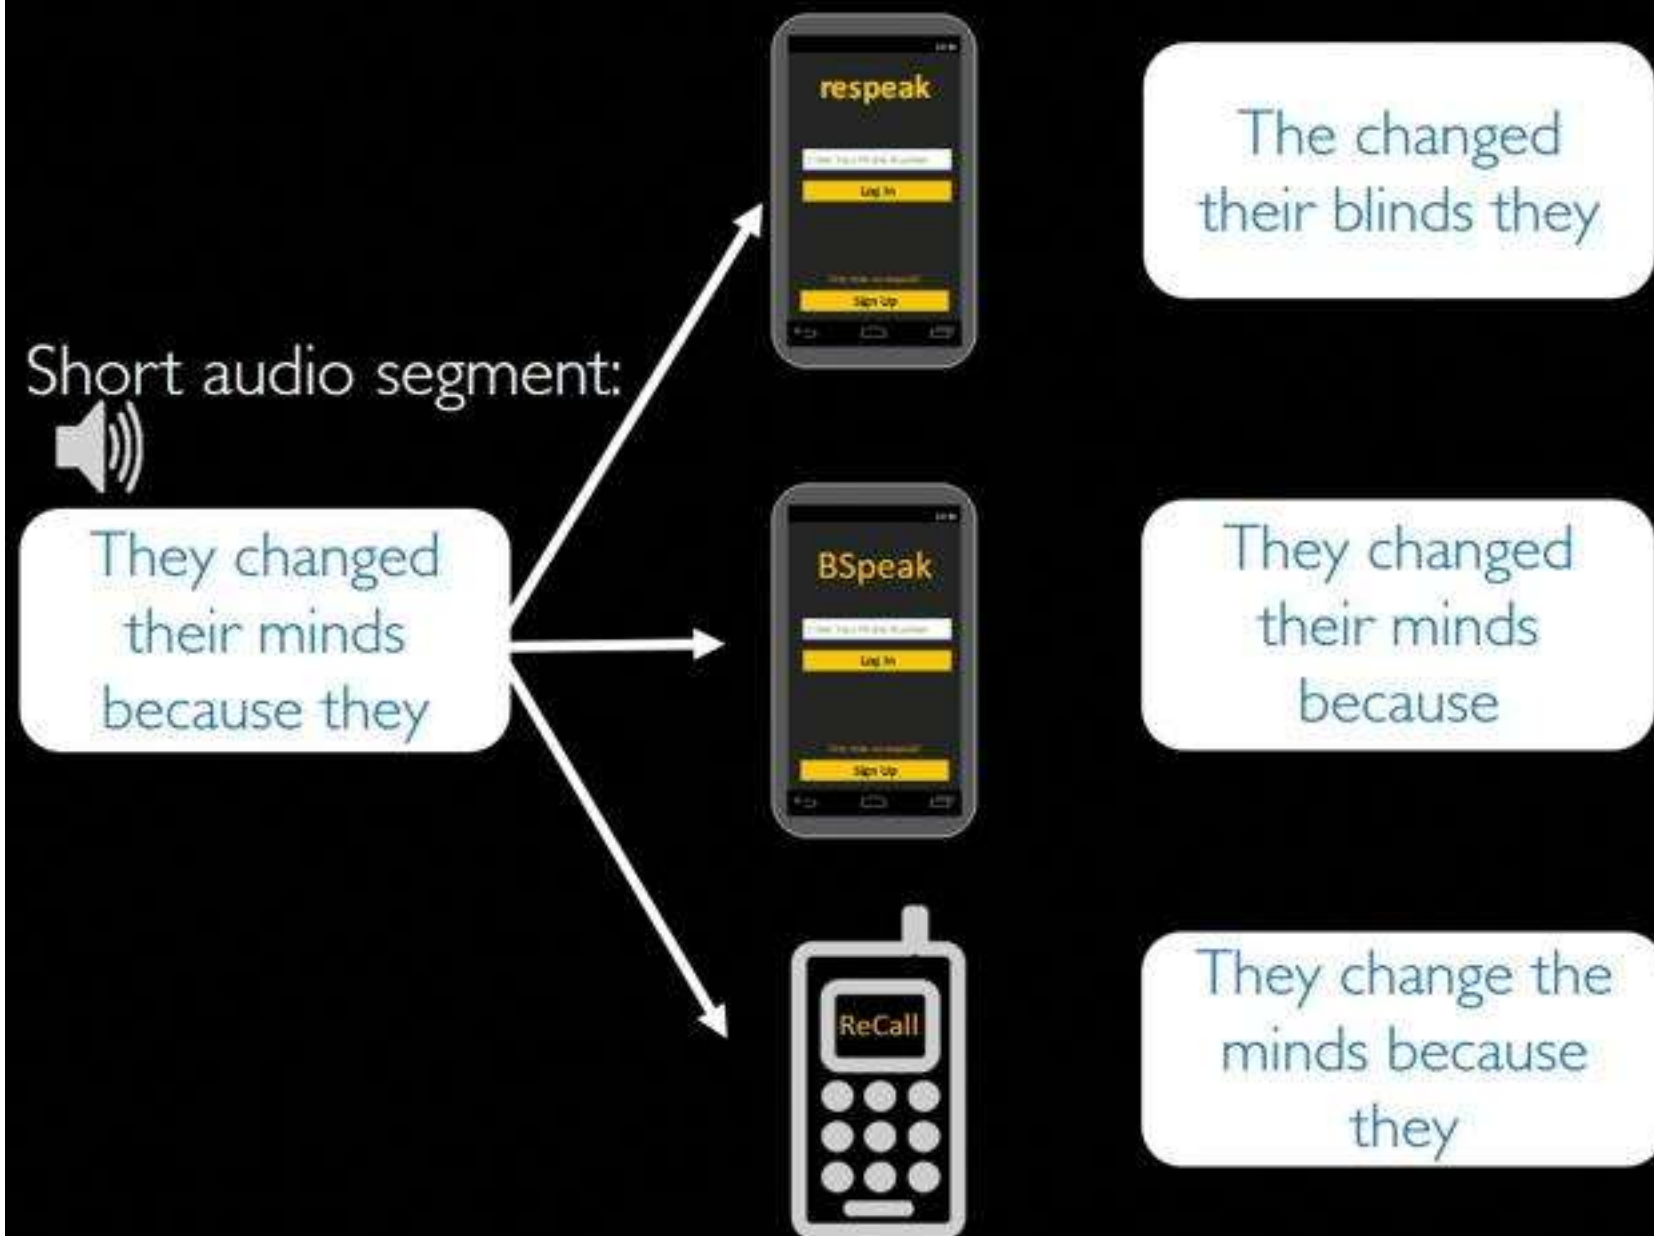 respeak
Log In
Sign Up
The changed
their blinds they
Short audio segment:
They changed
their minds
because they
BSpeak
Log In
Sign Up
They changed
their minds
because
ReCall
They change the
minds because
they